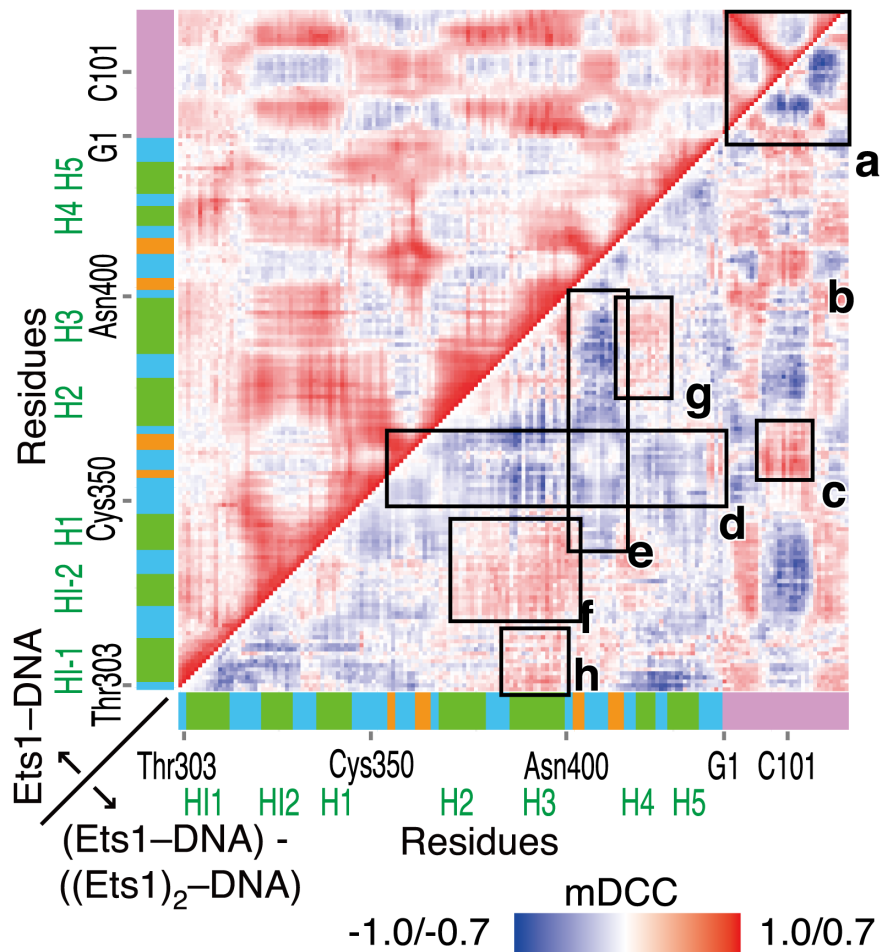 C101
G1
H5
H4
Asn400
H3
H2
Cys350
H1
HI-2
HI-1
Thr303
Residues
a
b
c
d
e
f
g
h
Thr303 Cys350 Asn400 G1 C101
HI1 HI2 H1 H2 H3 H4 H5
Residues
Ets1–DNA
(Ets1–DNA) -
((Ets1)2–DNA)
mDCC
-1.0/-0.7 1.0/0.7